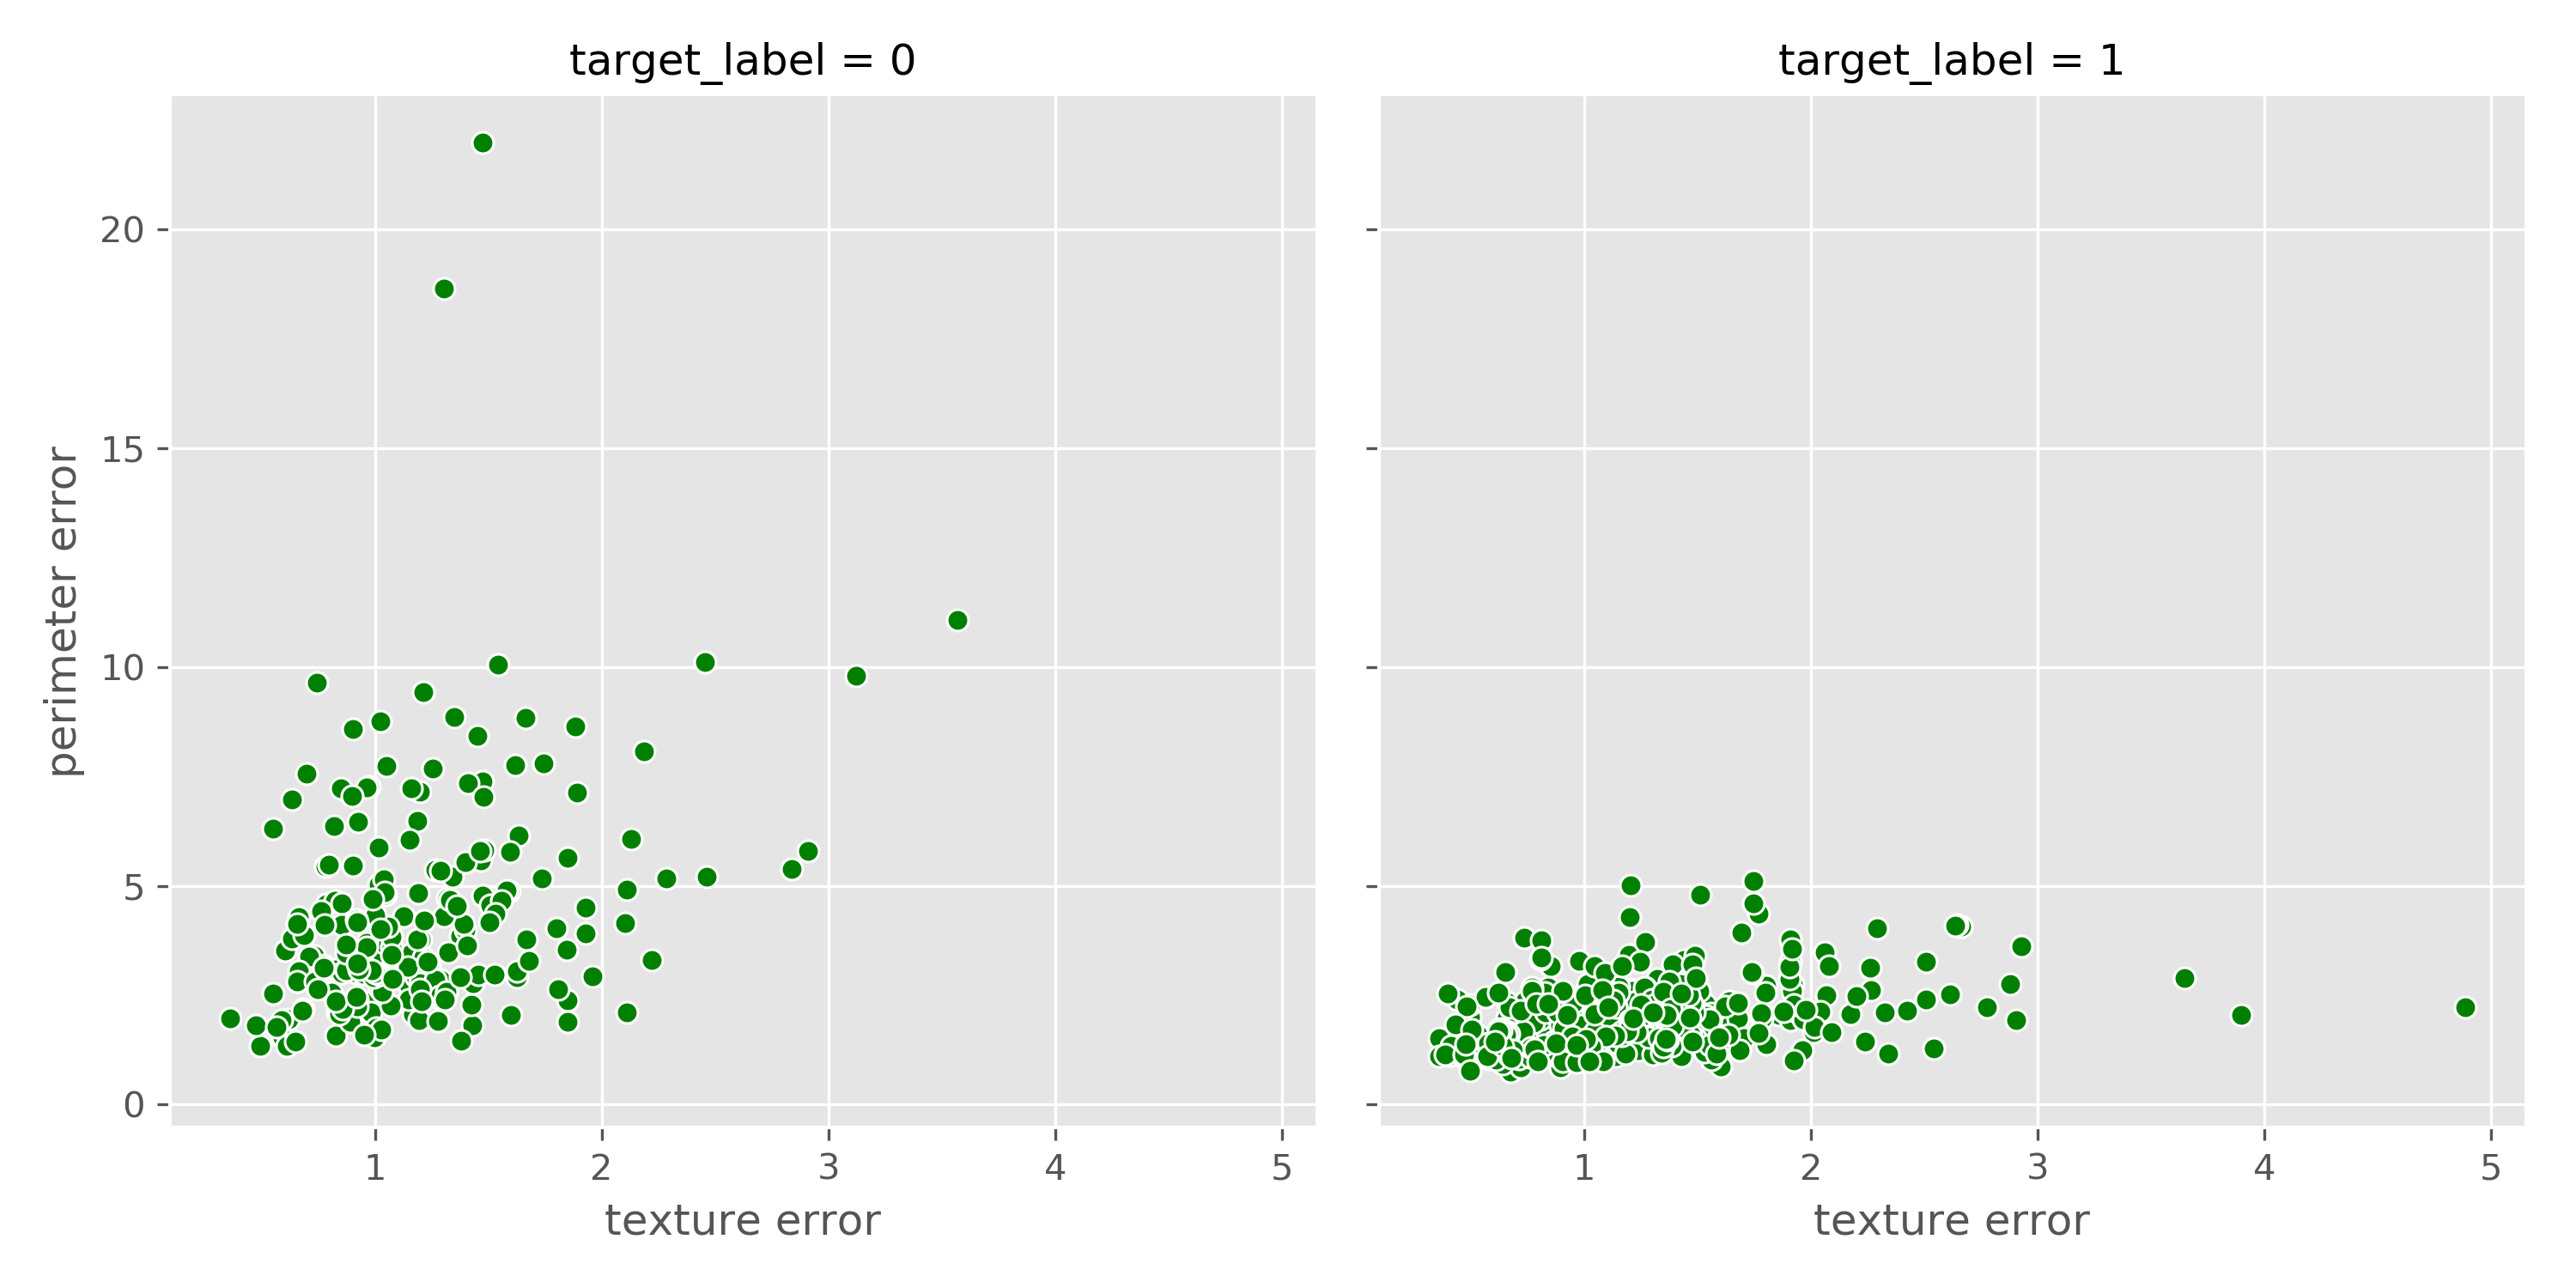 target_label = 0
target_label = 1
perimeter error
20
15
10
5
0
1 2 3 4 5
1 2 3 4 5
texture error
texture error